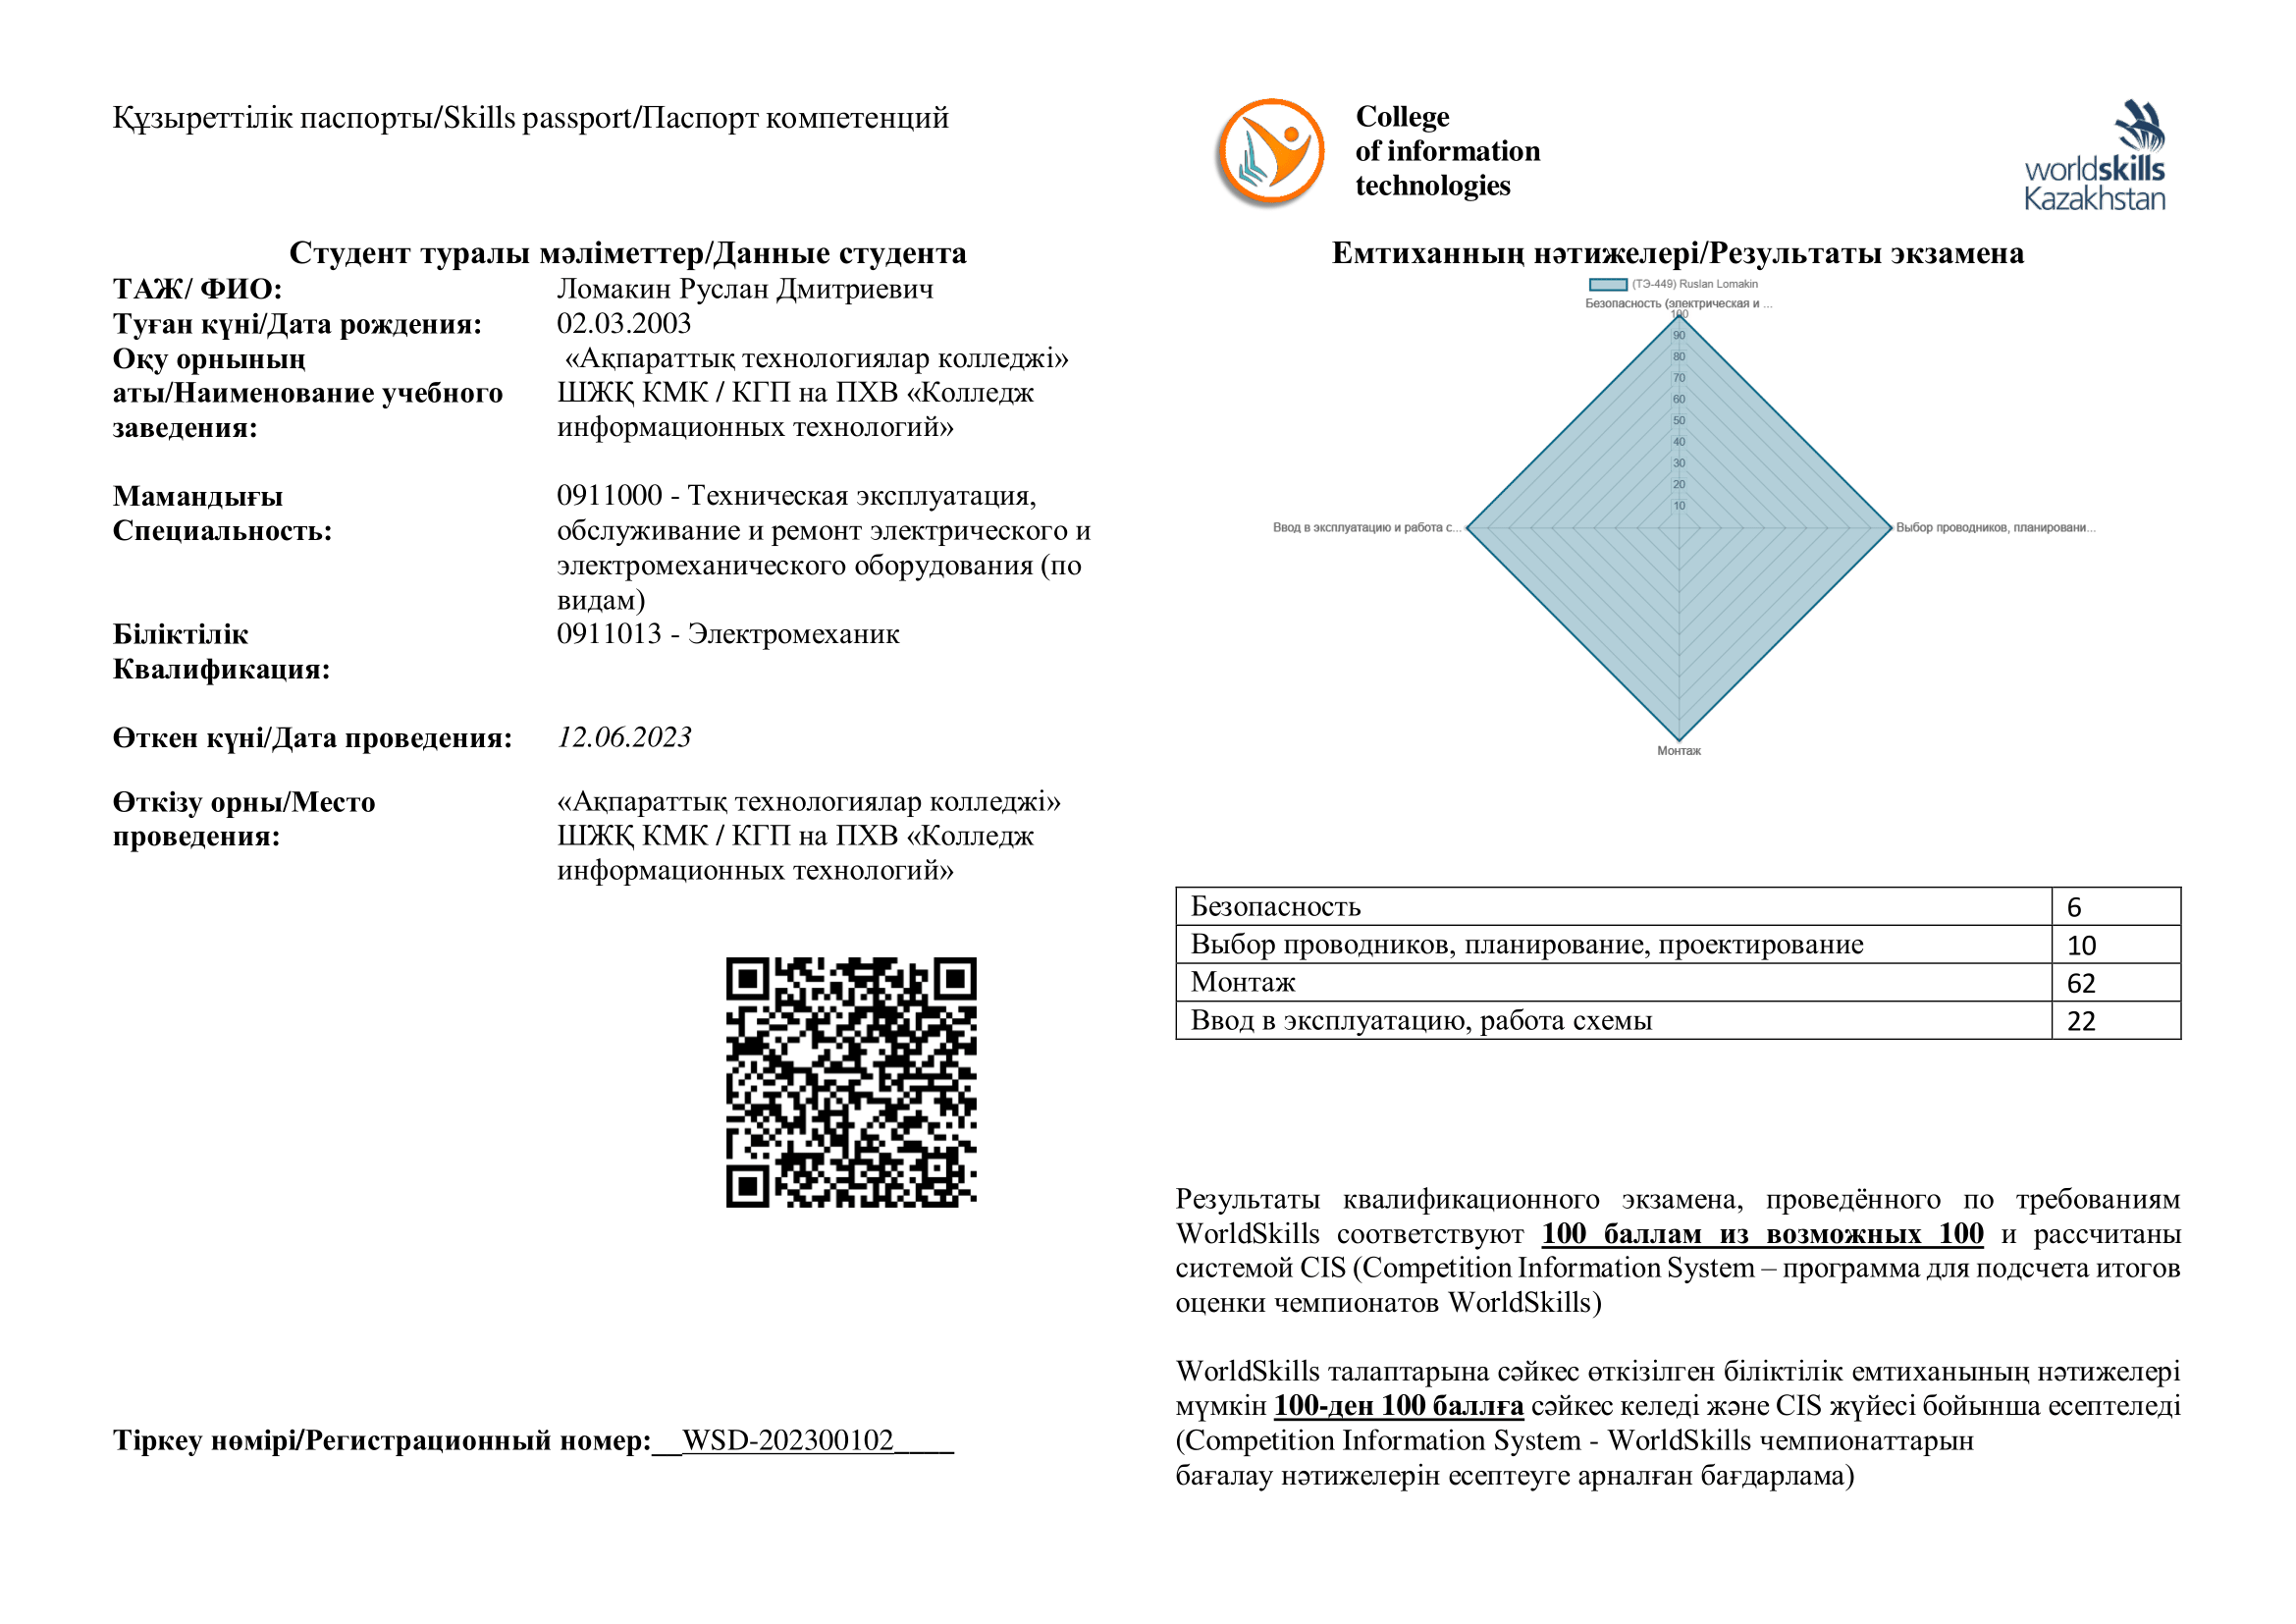 Құзыреттілік паспорты/Skills passport/Паспорт компетенций
Студент туралы мәліметтер/Данные студента
ТАЖ/ ФИО: Ломакин Руслан Дмитриевич
Туған күні/Дата рождения: 02.03.2003
Оқу орнының «Ақпараттық технологиялар колледжі»
аты/Наименование учебного ШЖҚ КМК / КГП на ПХВ «Колледж
заведения: информационных технологий»
Мамандығы 0911000 - Техническая эксплуатация,
Специальность: обслуживание и ремонт электрического и
электромеханического оборудования (по
видам)
Біліктілік 0911013 - Электромеханик
Квалификация:
Өткен күні/Дата проведения: 12.06.2023
Өткізу орны/Место «Ақпараттық технологиялар колледжі»
проведения: ШЖҚ КМК / КГП на ПХВ «Колледж
информационных технологий»
Тіркеу нөмірі/Регистрационный номер:__WSD-202300102____
College
of information
technologies
worldskills
Kazakhstan
Емтиханның нәтижелері/Результаты экзамена
(ТЭ-449) Ruslan Lomakin
Безопасность (электрическая и ...
100
90
80
70
60
50
40
30
20
10
Ввод в эксплуатацию и работа с...
Выбор проводников, планировани...
Монтаж
Безопасность 6
Выбор проводников, планирование, проектирование 10
Монтаж 62
Ввод в эксплуатацию, работа схемы 22
Результаты квалификационного экзамена, проведённого по требованиям
WorldSkills соответствуют 100 баллам из возможных 100 и рассчитаны
системой CIS (Competition Information System – программа для подсчета итогов
оценки чемпионатов WorldSkills)
WorldSkills талаптарына сәйкес өткізілген біліктілік емтиханының нәтижелері
мүмкін 100-ден 100 баллға сәйкес келеді және CIS жүйесі бойынша есептеледі
(Competition Information System - WorldSkills чемпионаттарын
бағалау нәтижелерін есептеуге арналған бағдарлама)